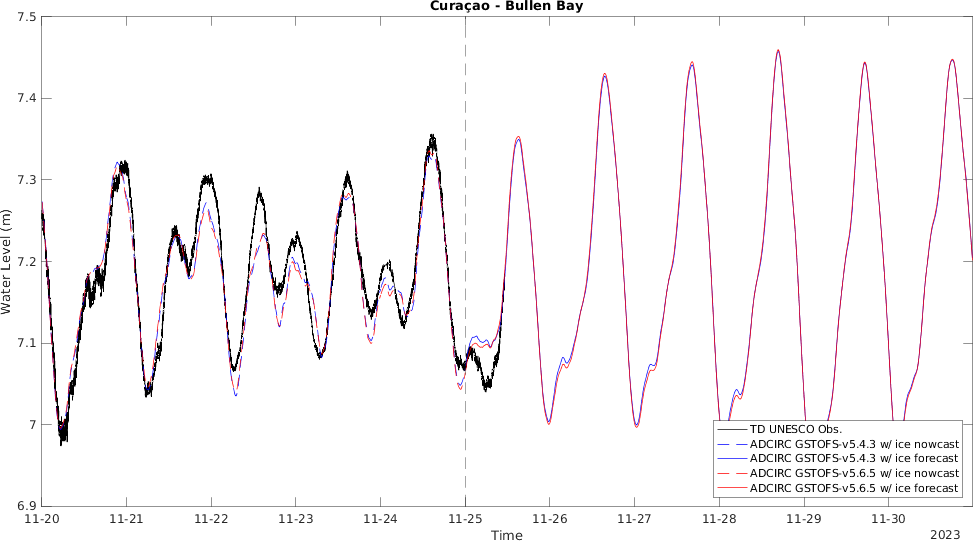 Curaçao - Bullen Bay
Water Level (m)
7.5
7.4
7.3
7.2
7.1
7
6.9
TD UNESCO Obs.
ADCIRC GSTOFS-v5.4.3 w/ ice nowcast
ADCIRC GSTOFS-v5.4.3 w/ ice forecast
ADCIRC GSTOFS-v5.6.5 w/ ice nowcast
ADCIRC GSTOFS-v5.6.5 w/ ice forecast
11-20 11-21 11-22 11-23 11-24 11-25 11-26 11-27 11-28 11-29 11-30
Time
2023